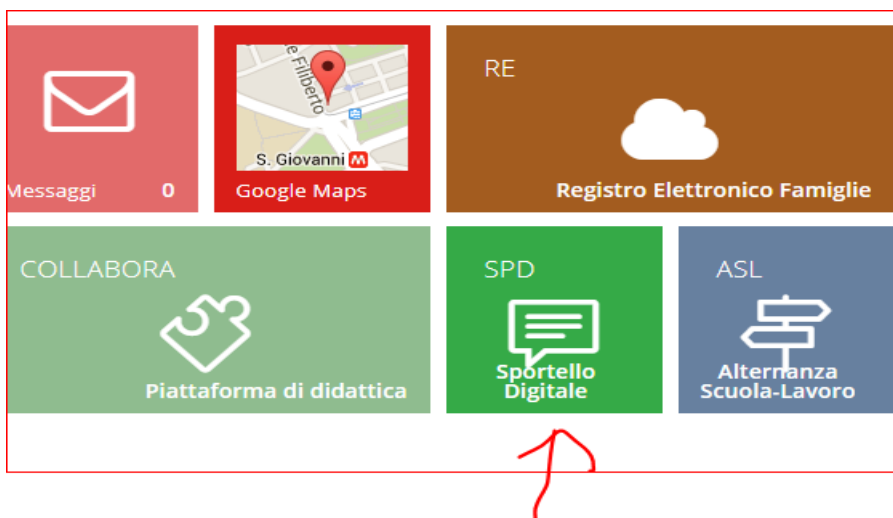 e Filiberto
S. Giovanni M
Messaggi 0
Google Maps
RE
Registro Elettronico Famiglie
COLLABORA
Piattaforma di didattica
SPD
Sportello
Digitale
ASL
Alternanza
Scuola-Lavoro